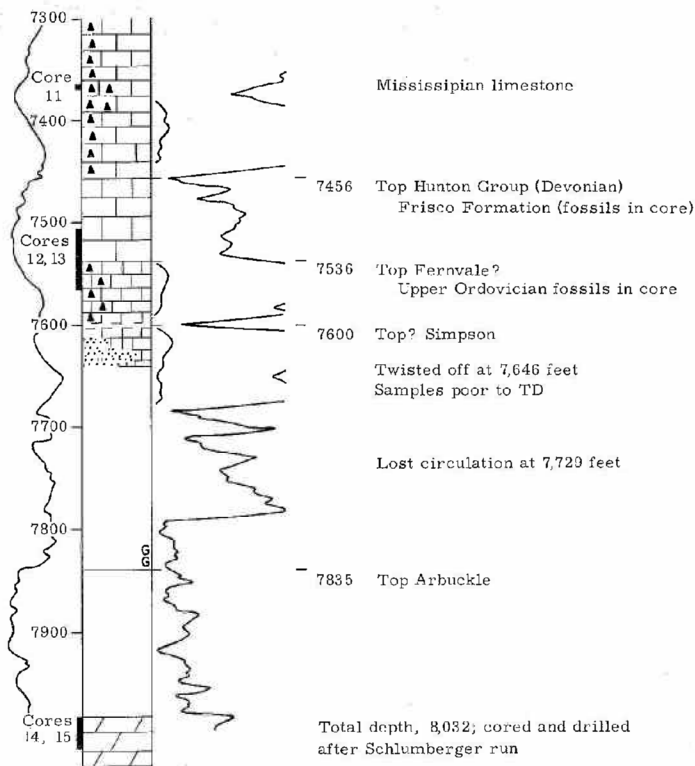 7300
Core
11
Mississipian limestone
7400
7456 Top Hunton Group (Devonian)
Frisco Formation (fossils in core)
7500
Cores
12, 13
7536 Top Fernvale?
Upper Ordovician fossils in core
7600
7600 Top? Simpson
Twisted off at 7,646 feet
Samples poor to TD
7700
Lost circulation at 7,729 feet
7800
G
G
7835 Top Arbuckle
7900
Cores
14, 15
Total depth, 8,032; cored and drilled
after Schlumberger run